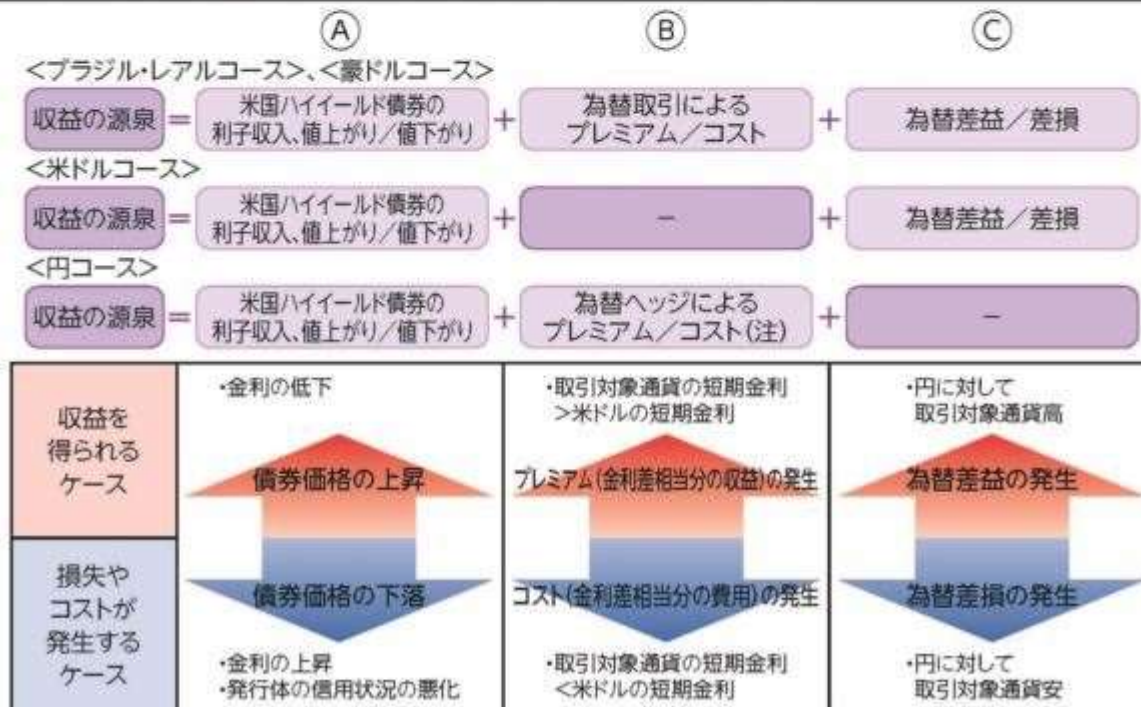 Ⓐ
Ⓑ
Ⓒ
<ブラジル・レアルコース>、<豪ドルコース>
収益の源泉
=
米国ハイイールド債券の
利子収入、値上がり/値下がり
+
為替取引による
プレミアム/コスト
+
為替差益/差損
<米ドルコース>
収益の源泉
=
米国ハイイールド債券の
利子収入、値上がり/値下がり
+
-
+
為替差益/差損
<円コース>
収益の源泉
=
米国ハイイールド債券の
利子収入、値上がり/値下がり
+
為替ヘッジによる
プレミアム/コスト(注)
+
-
収益を
得られる
ケース
・金利の低下
債券価格の上昇
・取引対象通貨の短期金利
>米ドルの短期金利
プレミアム(金利差相当分の収益)の発生
・円に対して
取引対象通貨高
為替差益の発生
損失や
コストが
発生する
ケース
債券価格の下落
・金利の上昇
・発行体の信用状況の悪化
コスト(金利差相当分の費用)の発生
・取引対象通貨の短期金利
<米ドルの短期金利
為替差損の発生
・円に対して
取引対象通貨安